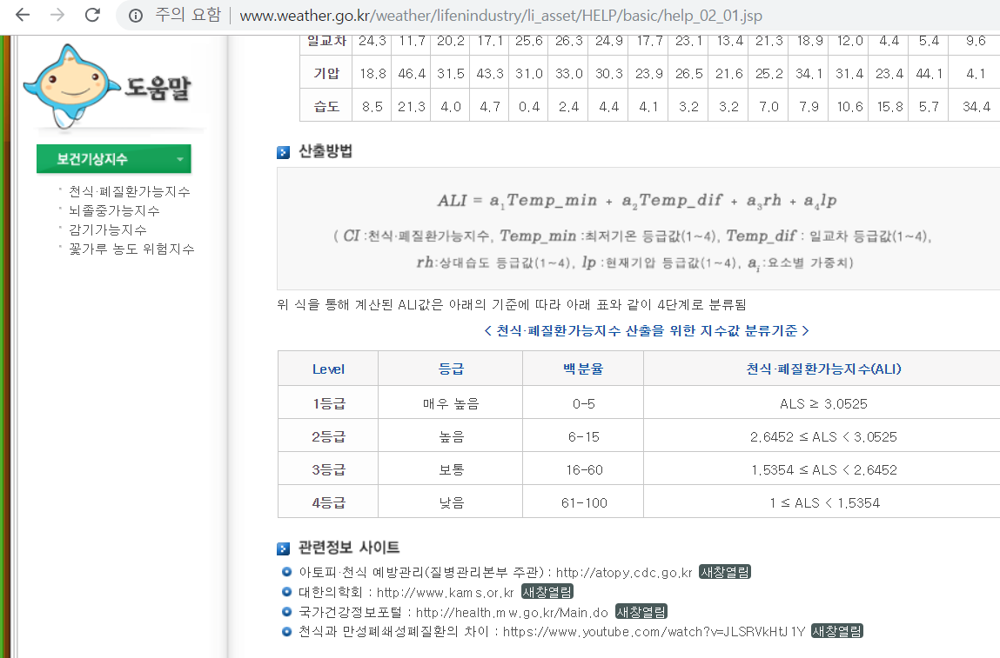 주의 요함 | www.weather.go.kr/weather/lifenindustry/li_asset/HELP/basic/help_02_01.jsp
도움말
보건기상지수
천식·폐질환가능지수
뇌졸중가능지수
감기가능지수
꽃가루 농도 위험지수
일교차 24.3 11.7 20.2 17.1 25.6 26.3 24.9 17.7 23.1 13.4 21.3 18.9 12.0 4.4 5.4 9.6
기압 18.8 46.4 31.5 43.3 31.0 33.0 30.3 23.9 26.5 21.6 25.2 34.1 31.4 23.4 44.1 4.1
습도 8.5 21.3 4.0 4.7 0.4 2.4 4.4 4.1 3.2 3.2 7.0 7.9 10.6 15.8 5.7 34.4
산출방법
ALI = a₁Temp_min + a₂Temp_dif + a₃rh + a₄lp
( CI :천식·폐질환가능지수, Temp_min :최저기온 등급값(1~4), Temp_dif : 일교차 등급값(1~4),
rh:상대습도 등급값(1~4), lp :현재기압 등급값(1~4), aᵢ:요소별 가중치)
위 식을 통해 계산된 ALI값은 아래의 기준에 따라 아래 표와 같이 4단계로 분류됨
< 천식·폐질환가능지수 산출을 위한 지수값 분류기준 >
Level 등급 백분율 천식·폐질환가능지수(ALI)
1등급 매우 높음 0-5 ALS ≥ 3.0525
2등급 높음 6-15 2.6452 ≤ ALS < 3.0525
3등급 보통 16-60 1.5354 ≤ ALS < 2.6452
4등급 낮음 61-100 1 ≤ ALS < 1.5354
관련정보 사이트
아토피·천식 예방관리(질병관리본부 주관) : http://atopy.cdc.go.kr 새창열림
대한의학회 : http://www.kams.or.kr 새창열림
국가건강정보포털 : http://health.mw.go.kr/Main.do 새창열림
천식과 만성폐쇄성폐질환의 차이 : https://www.youtube.com/watch?v=JLSRVkHtJ1Y 새창열림